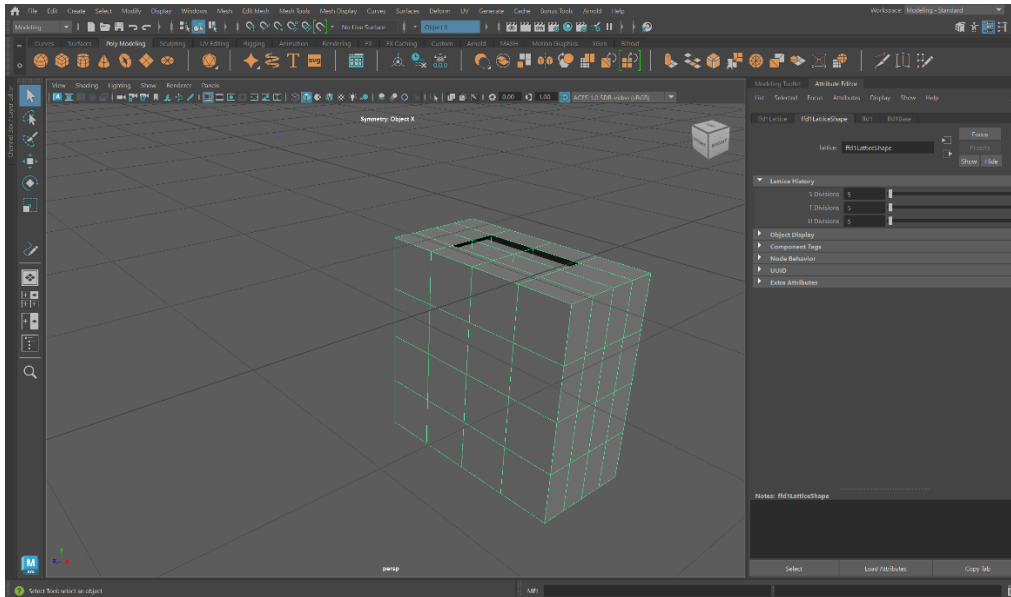 File Edit Create Select Modify Display Windows Mesh Edit Mesh Mesh Tools Mesh Display Curves Surfaces Deform UV Generate Cache Bonus Tools Arnold Help
Workspace: Modeling - Standard
Modeling
No Live Surface
Object X
Curves Surfaces Poly Modeling Sculpting UV Editing Rigging Animation Rendering FX FX Caching Custom Arnold MASH Motion Graphics XGen Bifrost
View Shading Lighting Show Renderer Panels
0.00 1.00 ACES 1.0 SDR-video (sRGB)
Symmetry: Object X
RIGHT
persp
Channel Box / Layer Editor
Modeling Toolkit Attribute Editor
List Selected Focus Attributes Display Show Help
ffd1Lattice ffd1LatticeShape ffd1 ffd1Base
Focus
lattice: ffd1LatticeShape
Presets
Show Hide
Lattice History
S Divisions 5
T Divisions 5
U Divisions 5
Object Display
Component Tags
Node Behavior
UUID
Extra Attributes
Notes: ffd1LatticeShape
Select Load Attributes Copy Tab
M
Select Tool: select an object
MEL